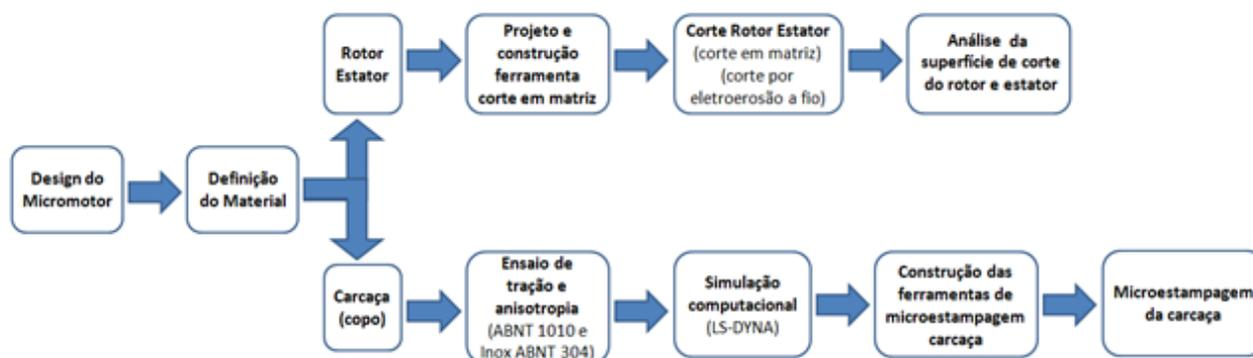 Design do
Micromotor
Definição
do Material
Rotor
Estator
Projeto e
construção
ferramenta
corte em matriz
Corte Rotor Estator
(corte em matriz)
(corte por
eletroerosão a fio)
Análise da
superfície de corte
do rotor e estator
Carcaça
(copo)
Ensaio de
tração e
anisotropia
(ABNT 1010 e
Inox ABNT 304)
Simulação
computacional
(LS-DYNA)
Construção das
ferramentas de
microestampagem
carcaça
Microestampagem
da carcaça